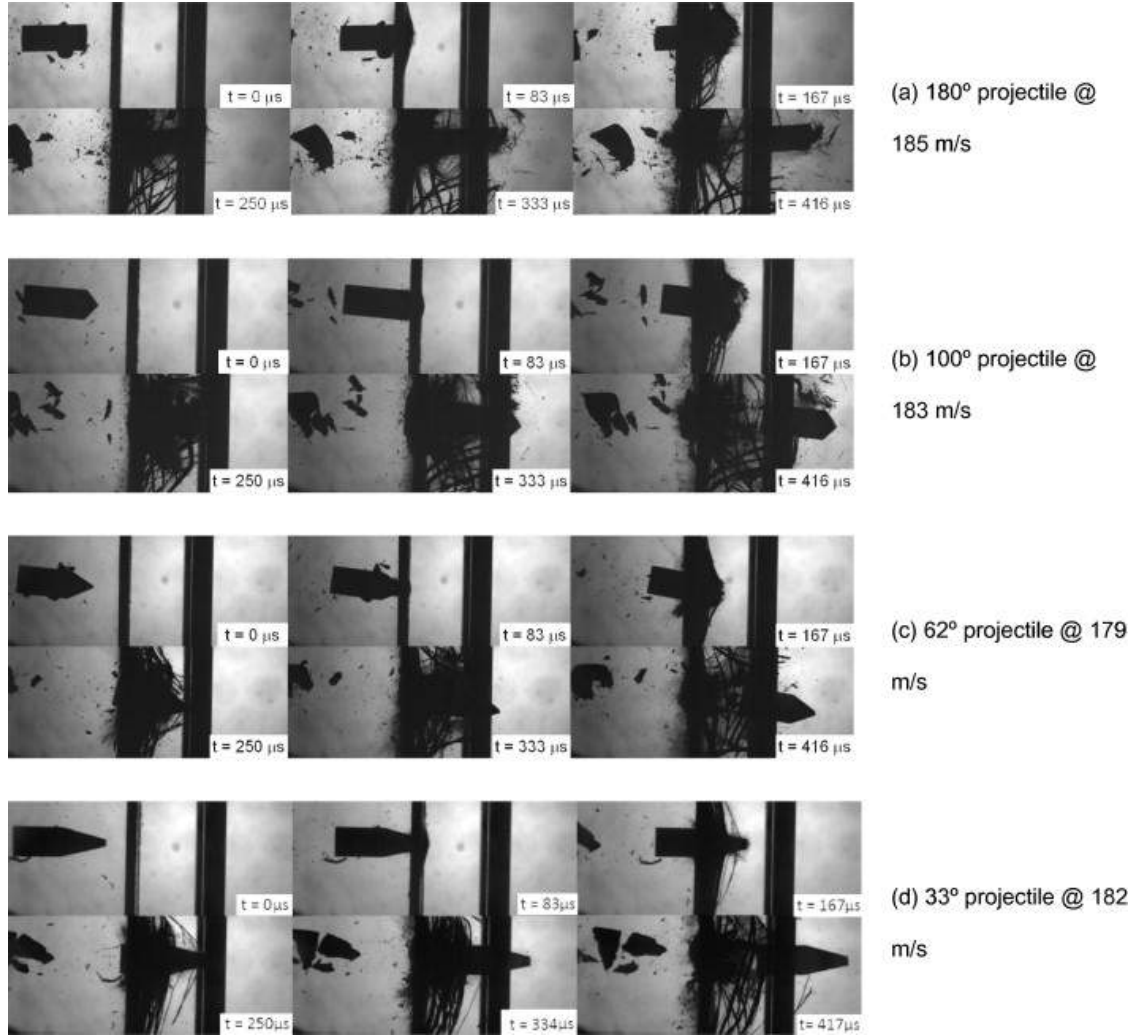 t = 0 μs
t = 83 μs
t = 167 μs
(a) 180º projectile @
185 m/s
t = 250 μs
t = 333 μs
t = 416 μs
t = 0 μs
t = 83 μs
t = 167 μs
(b) 100º projectile @
183 m/s
t = 250 μs
t = 333 μs
t = 416 μs
t = 0 μs
t = 83 μs
t = 167 μs
(c) 62º projectile @ 179
m/s
t = 250 μs
t = 333 μs
t = 416 μs
t = 0μs
t = 83μs
t = 167μs
(d) 33º projectile @ 182
m/s
t = 250μs
t = 334μs
t = 417μs